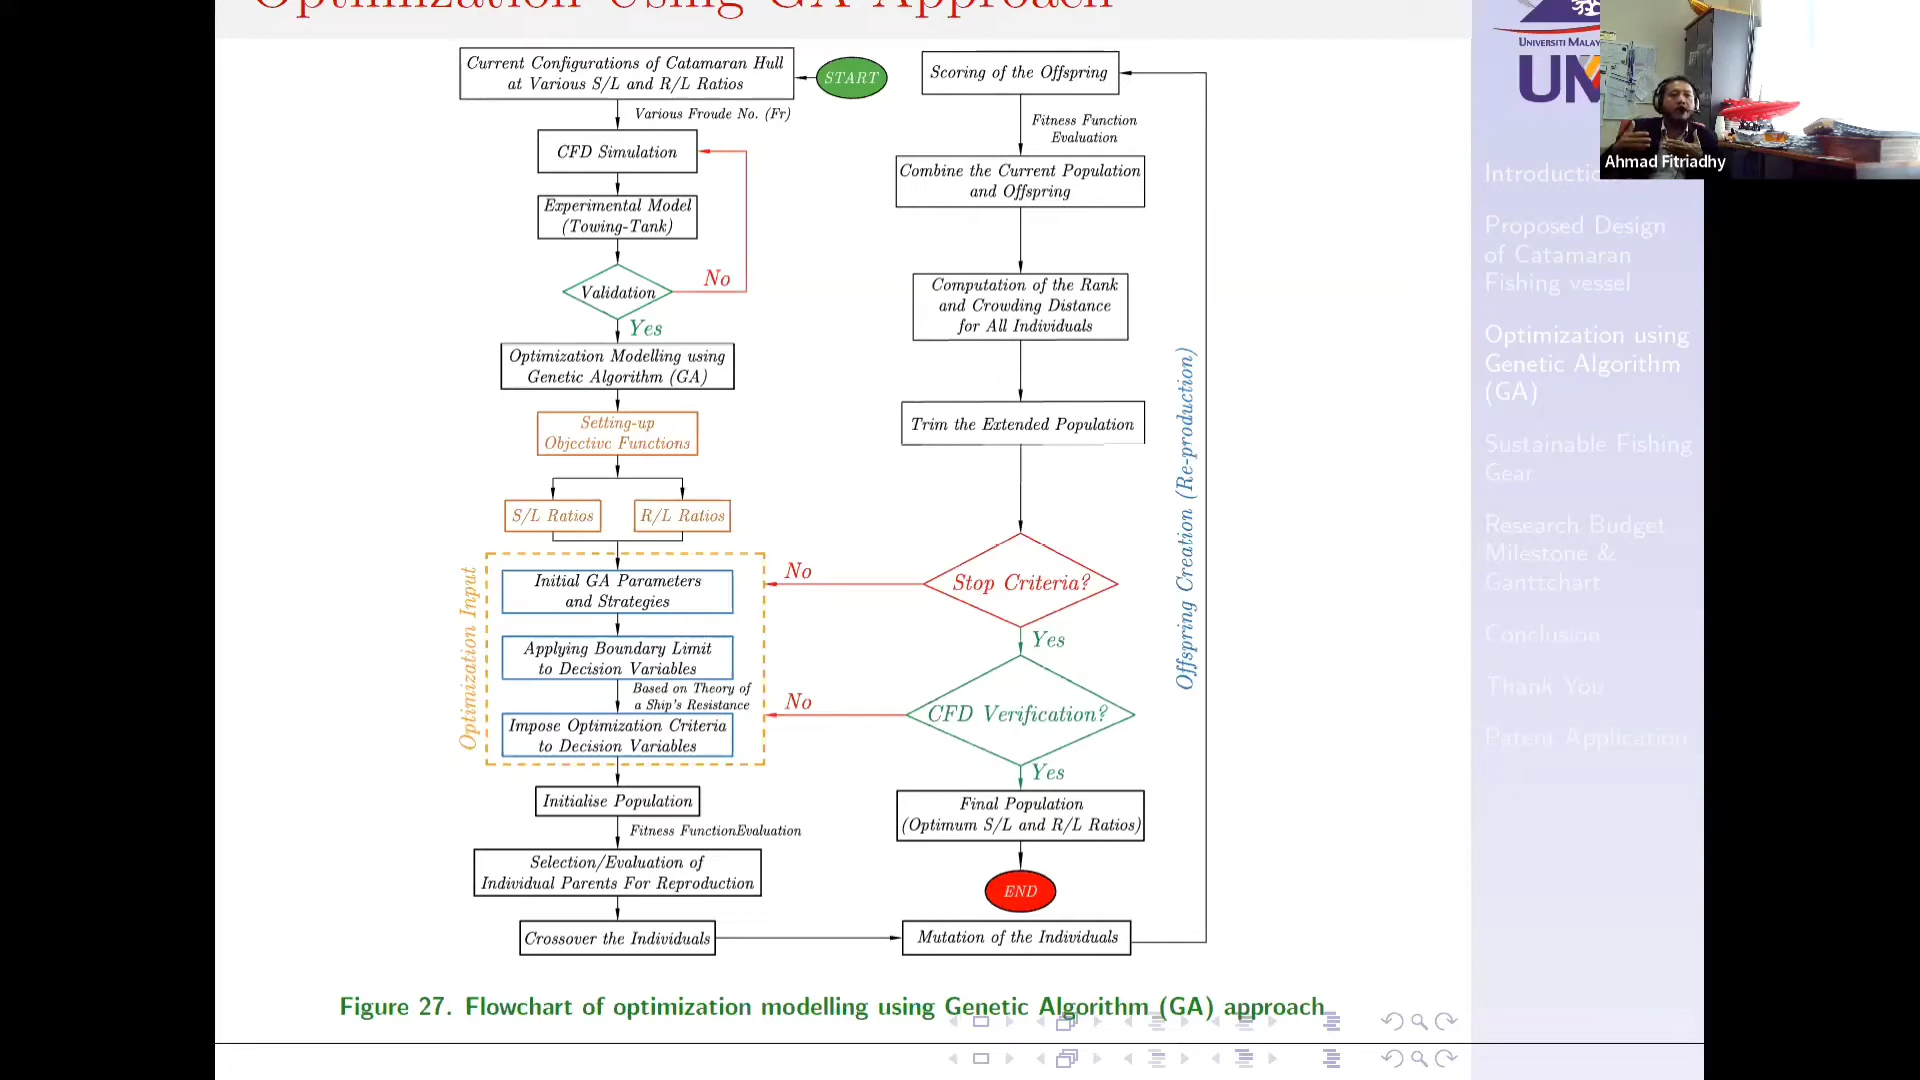 Optimization Using GA Approach
Current Configurations of Catamaran Hull
at Various S/L and R/L Ratios
START
Various Froude No. (Fr)
CFD Simulation
Experimental Model
(Towing-Tank)
Validation
No
Yes
Optimization Modelling using
Genetic Algorithm (GA)
Setting-up
Objective Functions
S/L Ratios
R/L Ratios
Optimization Input
Initial GA Parameters
and Strategies
Applying Boundary Limit
to Decision Variables
Based on Theory of
a Ship's Resistance
Impose Optimization Criteria
to Decision Variables
Initialise Population
Fitness FunctionEvaluation
Selection/Evaluation of
Individual Parents For Reproduction
Crossover the Individuals
Mutation of the Individuals
Offspring Creation (Re-production)
Scoring of the Offspring
Fitness Function
Evaluation
Combine the Current Population
and Offspring
Computation of the Rank
and Crowding Distance
for All Individuals
Trim the Extended Population
Stop Criteria?
No
Yes
CFD Verification?
No
Yes
Final Population
(Optimum S/L and R/L Ratios)
END
Figure 27. Flowchart of optimization modelling using Genetic Algorithm (GA) approach
UNIVERSITI MALAY
UM
Ahmad Fitriadhy
Introductio
Proposed Design
of Catamaran
Fishing vessel
Optimization using
Genetic Algorithm
(GA)
Sustainable Fishing
Gear
Research Budget
Milestone &
Ganttchart
Conclusion
Thank You
Patent Application